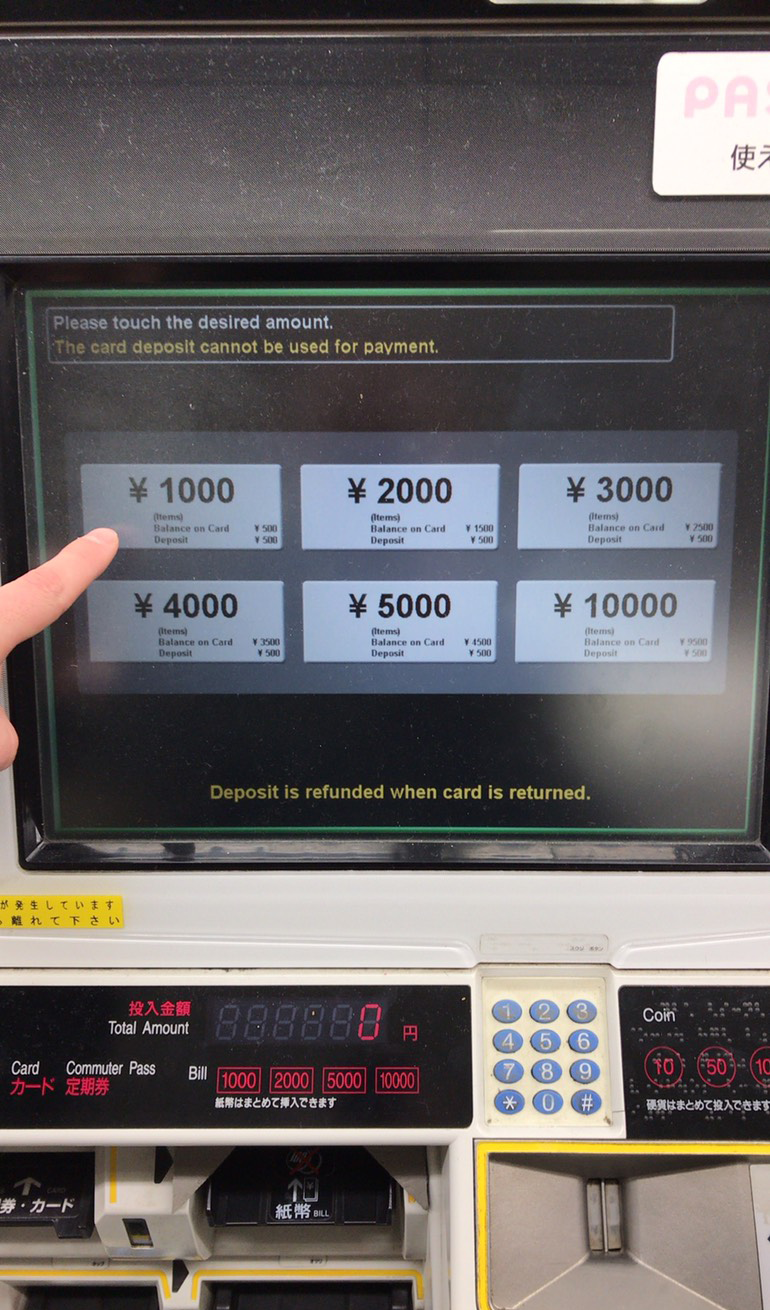 PAS
使え
Please touch the desired amount.
The card deposit cannot be used for payment.
¥ 1000
(Items)
Balance on Card ¥ 500
Deposit ¥ 500
¥ 2000
(Items)
Balance on Card ¥ 1500
Deposit ¥ 500
¥ 3000
(Items)
Balance on Card ¥ 2500
Deposit ¥ 500
¥ 4000
(Items)
Balance on Card ¥ 3500
Deposit ¥ 500
¥ 5000
(Items)
Balance on Card ¥ 4500
Deposit ¥ 500
¥ 10000
(Items)
Balance on Card ¥ 9500
Deposit ¥ 500
Deposit is refunded when card is returned.
が発生しています
離れて下さい
投入金額
Total Amount 0 円
Card Commuter Pass
カード 定期券
Bill 1000 2000 5000 10000
紙幣はまとめて挿入できます
1 2 3
4 5 6
7 8 9
* 0 #
Coin
10 50 10
硬貨はまとめて投入できます
CARD
券・カード
紙幣 BILL